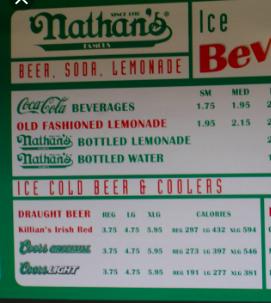 SINCE 1916
Nathan's
FAMOUS
Ice
Bev
BEER, SODA, LEMONADE
SM MED
Coca-Cola BEVERAGES 1.75 1.95 2
OLD FASHIONED LEMONADE 1.95 2.15 2
Nathan's BOTTLED LEMONADE
Nathan's BOTTLED WATER
ICE COLD BEER & COOLERS
DRAUGHT BEER REG LG XLG CALORIES
Killian's Irish Red 3.75 4.75 5.95 REG 297 LG 432 XLG 594
Coors 3.75 4.75 5.95 REG 273 LG 397 XLG 546
Coors LIGHT 3.75 4.75 5.95 REG 191 LG 277 XLG 381